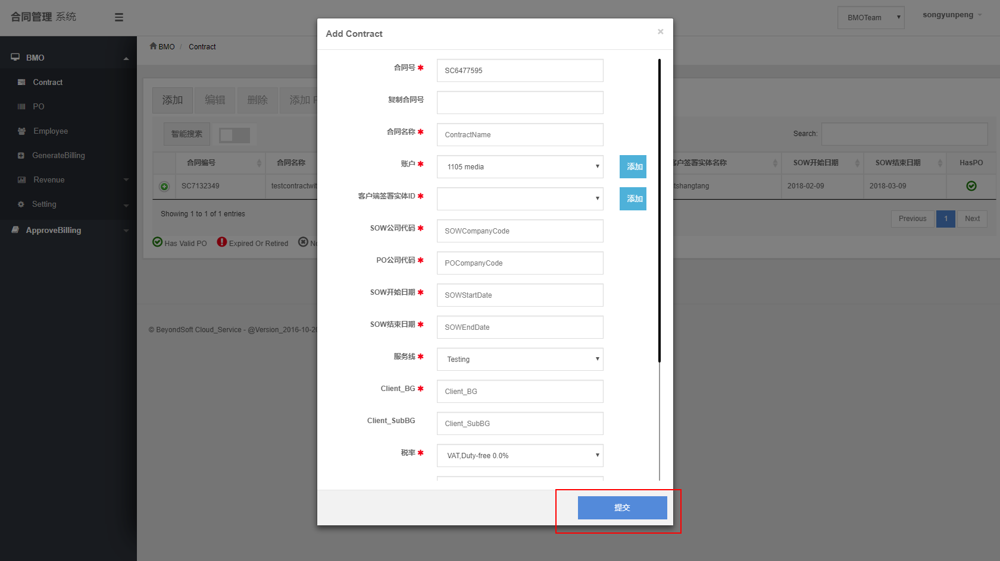 合同管理 系统
BMOTeam
songyunpeng
BMO
Contract
PO
Employee
GenerateBilling
Revenue
Setting
ApproveBilling
BMO / Contract
添加 编辑 删除 添加
智能搜索
Search:
合同编号 合同名称 客户签署实体名称 SOW开始日期 SOW结束日期 HasPO
SC7132349 testcontractwit tshangtang 2018-02-09 2018-03-09
Showing 1 to 1 of 1 entries
Previous 1 Next
Has Valid PO Expired Or Retired
© BeyondSoft Cloud_Service - @Version_2016-10-20
Add Contract ×
合同号 * SC6477595
复制合同号
合同名称 * ContractName
账户 * 1105 media 添加
客户端签署实体ID * 添加
SOW公司代码 * SOWCompanyCode
PO公司代码 * POCompanyCode
SOW开始日期 * SOWStartDate
SOW结束日期 * SOWEndDate
服务线 * Testing
Client_BG * Client_BG
Client_SubBG Client_SubBG
税率 * VAT,Duty-free 0.0%
提交